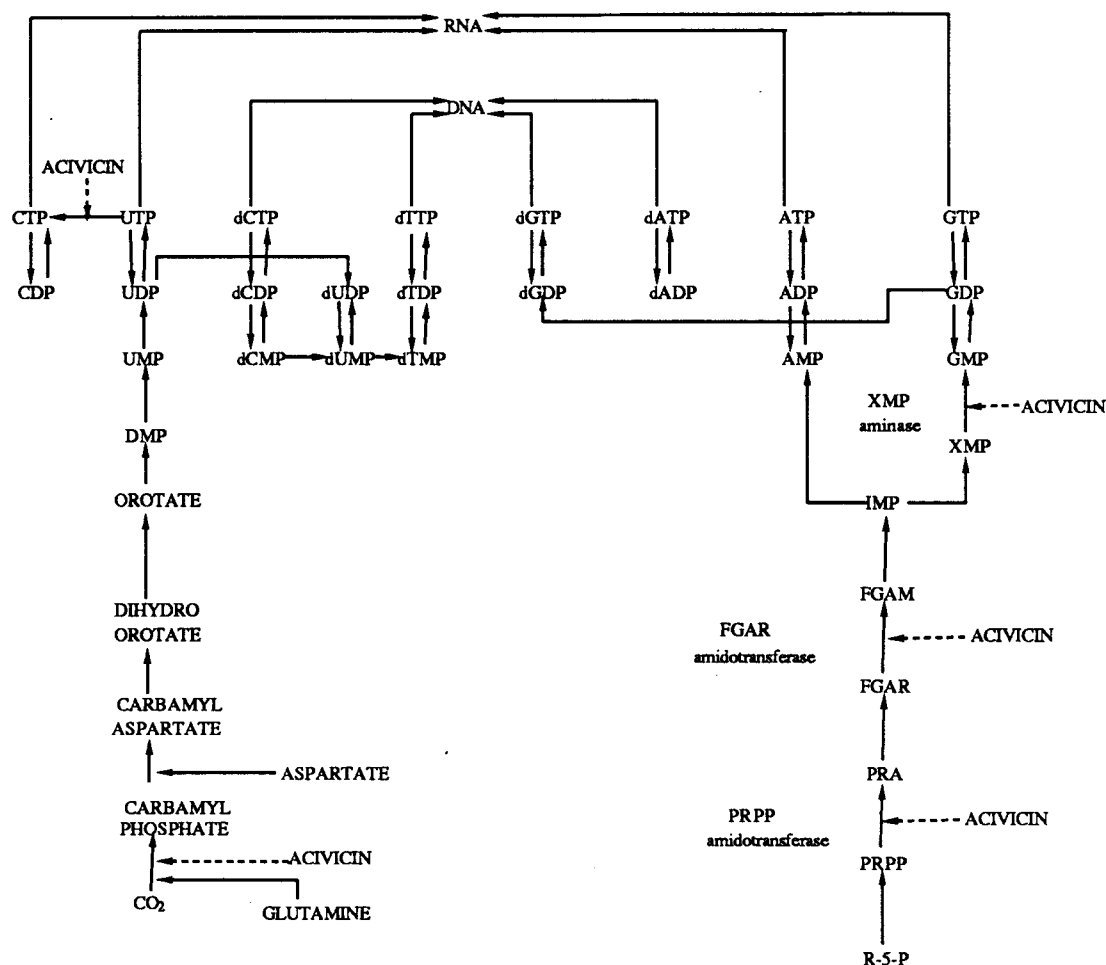 RNA
DNA
ACIVICIN
CTP UTP dCTP dTTP dGTP dATP ATP GTP
CDP UDP dCDP dUDP dTDP dGDP dADP ADP GDP
UMP dCMP dUMP dTMP AMP GMP
XMP
aminase
ACIVICIN
DMP
XMP
OROTATE
IMP
FGAM
DIHYDRO
OROTATE
FGAR
amidotransferase
ACIVICIN
FGAR
CARBAMYL
ASPARTATE
ASPARTATE
PRA
CARBAMYL
PHOSPHATE
PRPP
amidotransferase
ACIVICIN
ACIVICIN
PRPP
CO₂
GLUTAMINE
R-5-P